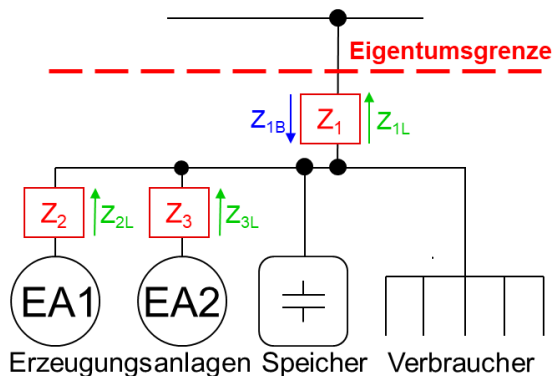 Eigentumsgrenze
Z1B
Z1
Z1L
Z2
Z2L
Z3
Z3L
EA1
EA2
Erzeugungsanlagen
Speicher
Verbraucher